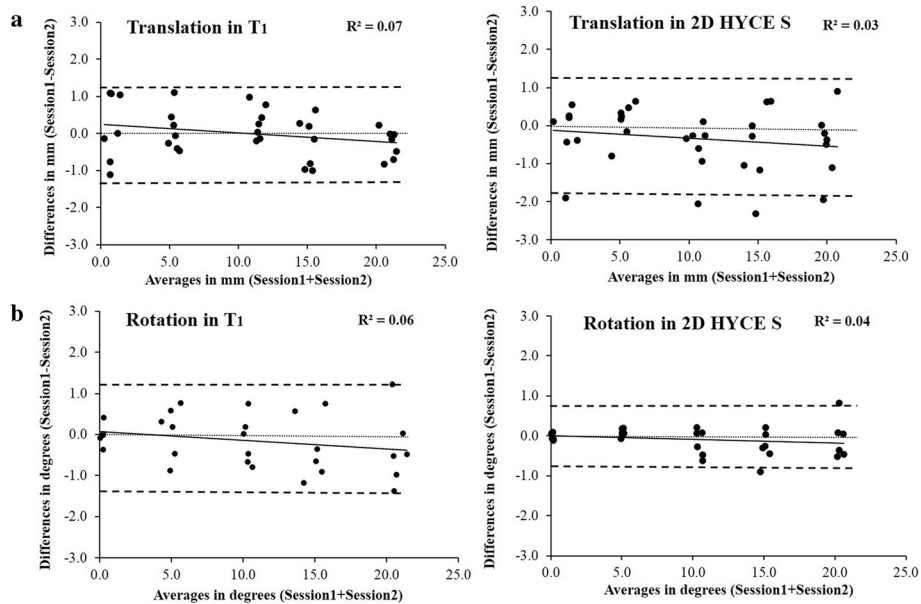 a
Translation in T1
R² = 0.07
Differences in mm (Session1-Session2)
3.0
2.0
1.0
0.0
-1.0
-2.0
-3.0
0.0 5.0 10.0 15.0 20.0 25.0
Averages in mm (Session1+Session2)
Translation in 2D HYCE S
R² = 0.03
Differences in mm (Session1-Session2)
3.0
2.0
1.0
0.0
-1.0
-2.0
-3.0
0.0 5.0 10.0 15.0 20.0 25.0
Averages in mm (Session1+Session2)
b
Rotation in T1
R² = 0.06
Differences in degrees (Session1-Session2)
3.0
2.0
1.0
0.0
-1.0
-2.0
-3.0
0.0 5.0 10.0 15.0 20.0 25.0
Averages in degrees (Session1+Session2)
Rotation in 2D HYCE S
R² = 0.04
Differences in degrees (Session1-Session2)
3.0
2.0
1.0
0.0
-1.0
-2.0
-3.0
0.0 5.0 10.0 15.0 20.0 25.0
Averages in degrees (Session1+Session2)